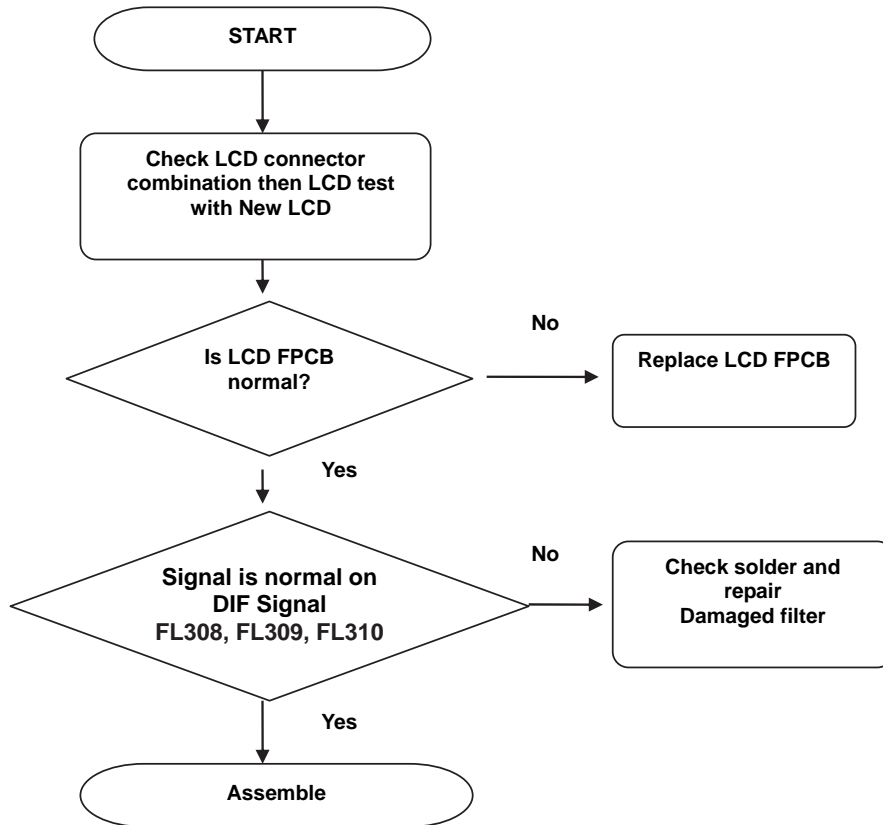 START
Check LCD connector
combination then LCD test
with New LCD
Is LCD FPCB
normal?
No
Replace LCD FPCB
Yes
Signal is normal on
DIF Signal
FL308, FL309, FL310
No
Check solder and
repair
Damaged filter
Yes
Assemble